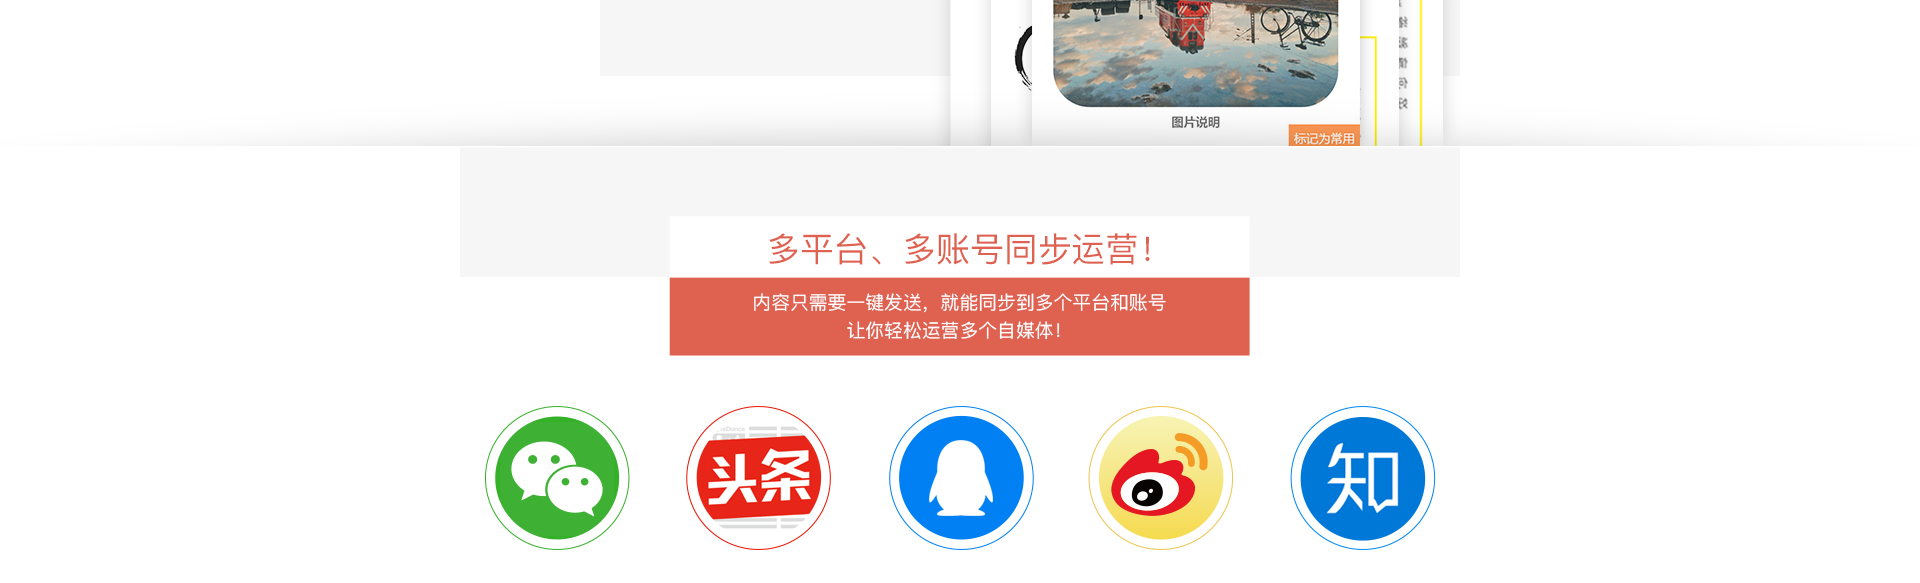 图片说明
标记为常用
多平台、多账号同步运营！
内容只需要一键发送，就能同步到多个平台和账号
让你轻松运营多个自媒体！
头条
知